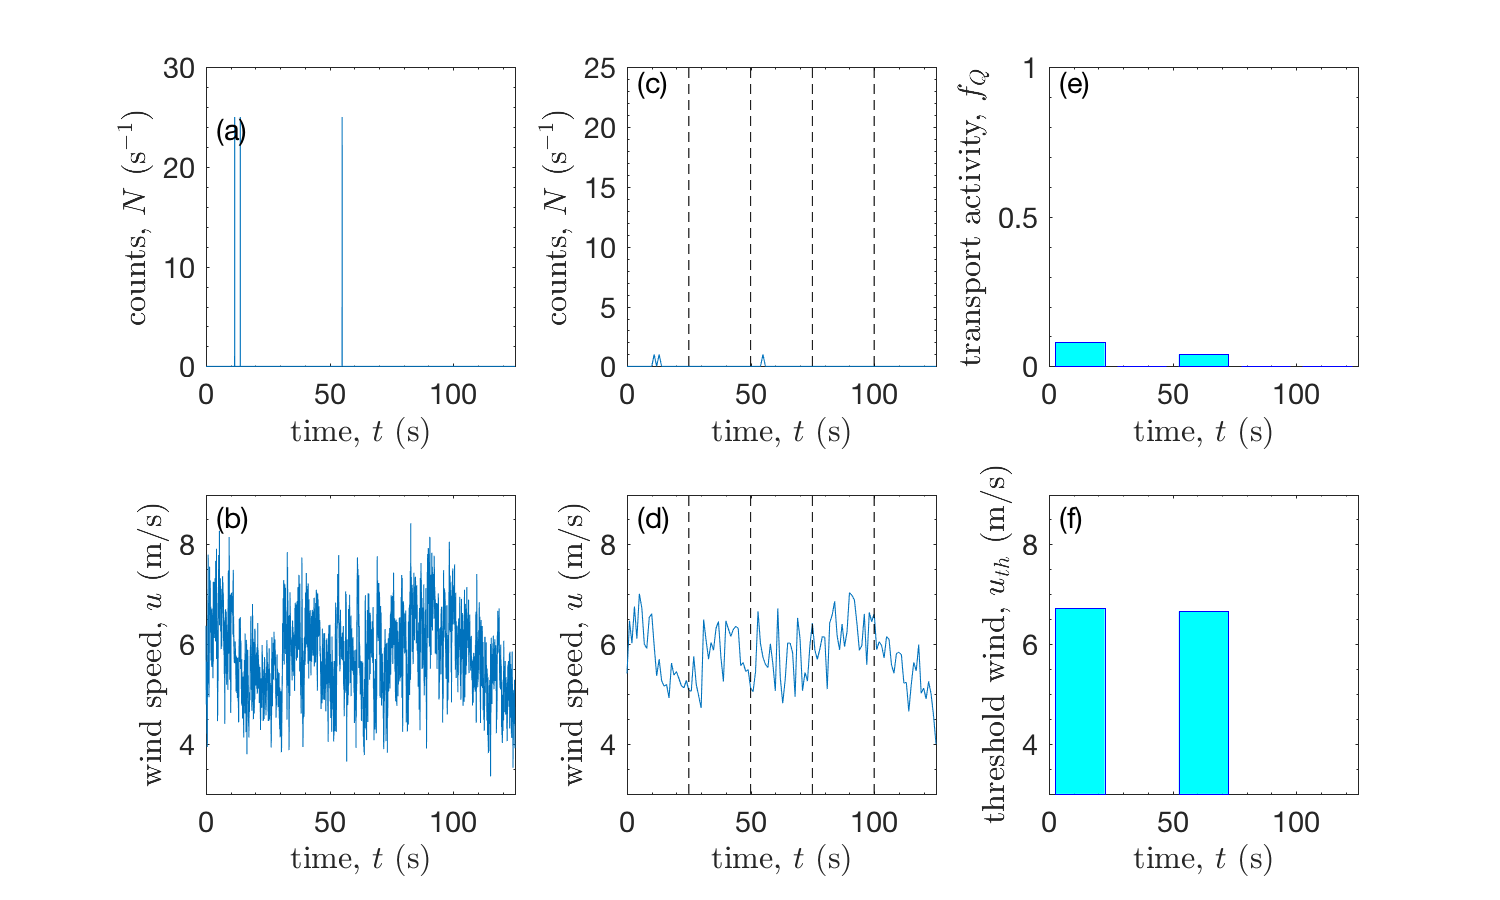 30
20
10
0
0
50
100
counts, N (s⁻¹)
time, t (s)
(a)
25
20
15
10
5
0
0
50
100
counts, N (s⁻¹)
time, t (s)
(c)
1
0.5
0
0
50
100
transport activity, f_Q
time, t (s)
(e)
8
6
4
0
50
100
wind speed, u (m/s)
time, t (s)
(b)
8
6
4
0
50
100
wind speed, u (m/s)
time, t (s)
(d)
8
6
4
0
50
100
threshold wind, u_th (m/s)
time, t (s)
(f)